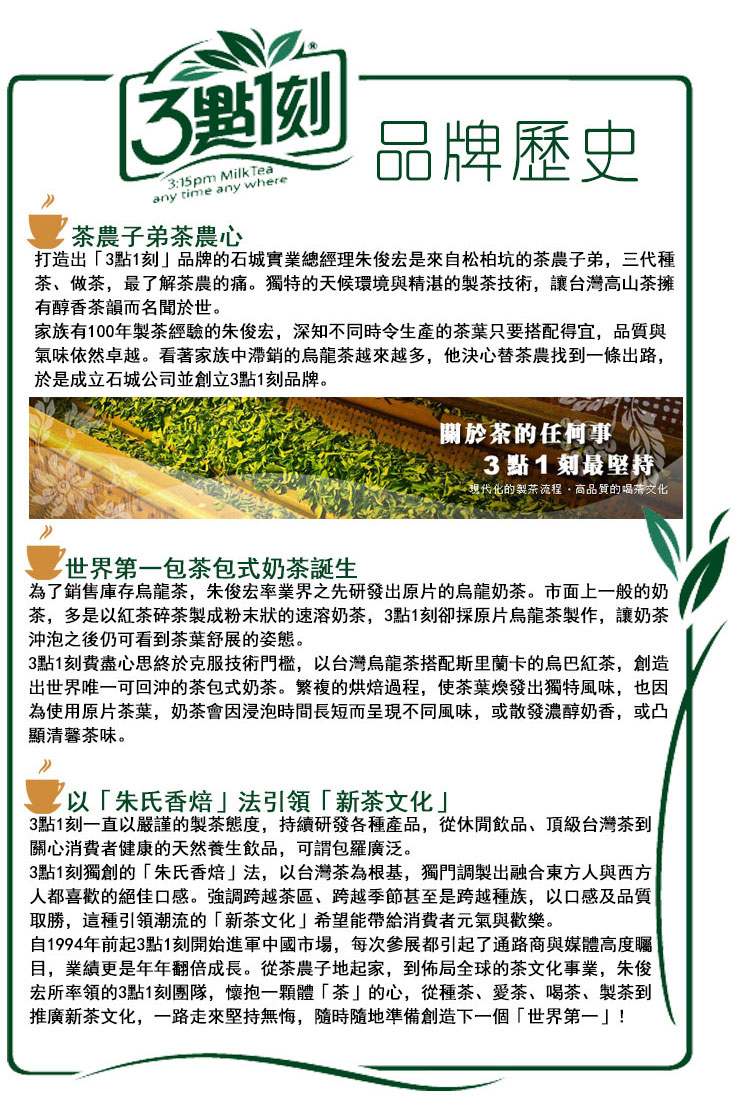 3點1刻®
3:15pm MilkTea
any time any where
品牌歷史
茶農子弟茶農心
打造出「3點1刻」品牌的石城實業總經理朱俊宏是來自松柏坑的茶農子弟，三代種
茶、做茶，最了解茶農的痛。獨特的天候環境與精湛的製茶技術，讓台灣高山茶擁
有醇香茶韻而名聞於世。
家族有100年製茶經驗的朱俊宏，深知不同時令生產的茶葉只要搭配得宜，品質與
氣味依然卓越。看著家族中滯銷的烏龍茶越來越多，他決心替茶農找到一條出路，
於是成立石城公司並創立3點1刻品牌。
關於茶的任何事
3點1刻最堅持
現代化的製茶流程・高品質的喝茶文化
世界第一包茶包式奶茶誕生
為了銷售庫存烏龍茶，朱俊宏率業界之先研發出原片的烏龍奶茶。市面上一般的奶
茶，多是以紅茶碎茶製成粉末狀的速溶奶茶，3點1刻卻採原片烏龍茶製作，讓奶茶
沖泡之後仍可看到茶葉舒展的姿態。
3點1刻費盡心思終於克服技術門檻，以台灣烏龍茶搭配斯里蘭卡的烏巴紅茶，創造
出世界唯一可回沖的茶包式奶茶。繁複的烘焙過程，使茶葉煥發出獨特風味，也因
為使用原片茶葉，奶茶會因浸泡時間長短而呈現不同風味，或散發濃醇奶香，或凸
顯清馨茶味。
以「朱氏香焙」法引領「新茶文化」
3點1刻一直以嚴謹的製茶態度，持續研發各種產品，從休閒飲品、頂級台灣茶到
關心消費者健康的天然養生飲品，可謂包羅廣泛。
3點1刻獨創的「朱氏香焙」法，以台灣茶為根基，獨門調製出融合東方人與西方
人都喜歡的絕佳口感。強調跨越茶區、跨越季節甚至是跨越種族，以口感及品質
取勝，這種引領潮流的「新茶文化」希望能帶給消費者元氣與歡樂。
自1994年前起3點1刻開始進軍中國市場，每次參展都引起了通路商與媒體高度矚
目，業績更是年年翻倍成長。從茶農子地起家，到佈局全球的茶文化事業，朱俊
宏所率領的3點1刻團隊，懷抱一顆體「茶」的心，從種茶、愛茶、喝茶、製茶到
推廣新茶文化，一路走來堅持無悔，隨時隨地準備創造下一個「世界第一」！